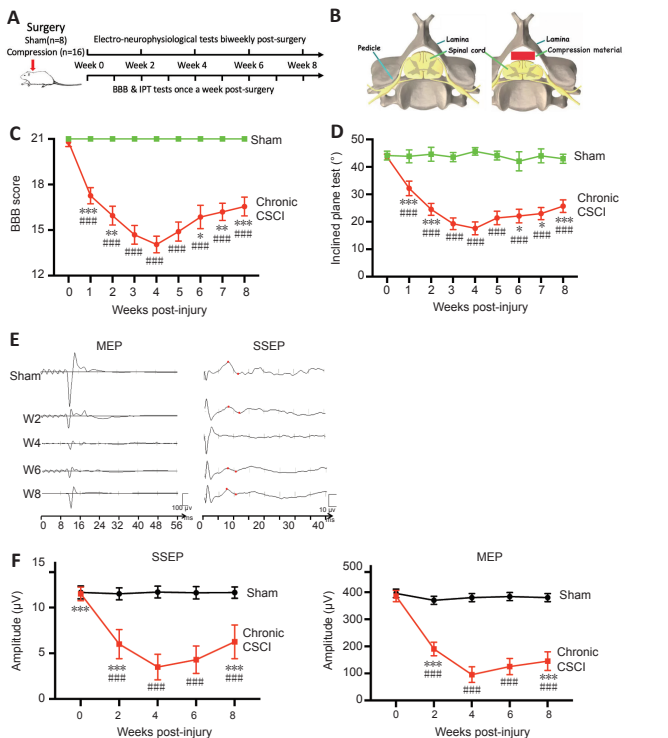 A
Surgery
Sham(n=8)
Compression (n=16)
Electro-neurophysiological tests biweekly post-surgery
Week 0 Week 2 Week 4 Week 6 Week 8
BBB & IPT tests once a week post-surgery
B
Lamina
Pedicle
Spinal cord
Lamina
Compression material
C
21
18
15
12
BBB score
Sham
Chronic
CSCI
***
###
**
###
###
###
###
*
###
**
###
***
###
0 1 2 3 4 5 6 7 8
Weeks post-injury
D
50
40
30
20
10
0
Inclined plane test (°)
Sham
Chronic
CSCI
***
###
***
###
###
###
###
*
###
*
###
***
###
0 1 2 3 4 5 6 7 8
Weeks post-injury
E
MEP
SSEP
Sham
W2
W4
W6
W8
100 μv
ms
0 8 16 24 32 40 48 56
10 μv
ms
0 10 20 30 40
F
SSEP
15
10
5
0
Amplitude (μV)
Sham
Chronic
CSCI
***
***
###
###
###
***
###
0 2 4 6 8
Weeks post-injury
MEP
500
400
300
200
100
0
Amplitude (μV)
Sham
Chronic
CSCI
***
###
###
###
***
###
0 2 4 6 8
Weeks post-injury